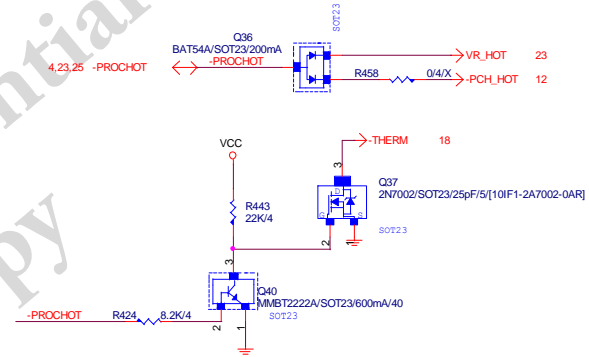 SOT23
Q36
BAT54A/SOT23/200mA
4,23,25 -PROCHOT
-PROCHOT
VR_HOT 23
R458 0/4/X
-PCH_HOT 12
VCC
-THERM 18
3
Q37
2N7002/SOT23/25pF/5/[10IF1-2A7002-0AR]
D
G S
SOT23
2 1
R443
22K/4
3
Q40
MMBT2222A/SOT23/600mA/40
SOT23
-PROCHOT R424 8.2K/4
2 1
ntial
py